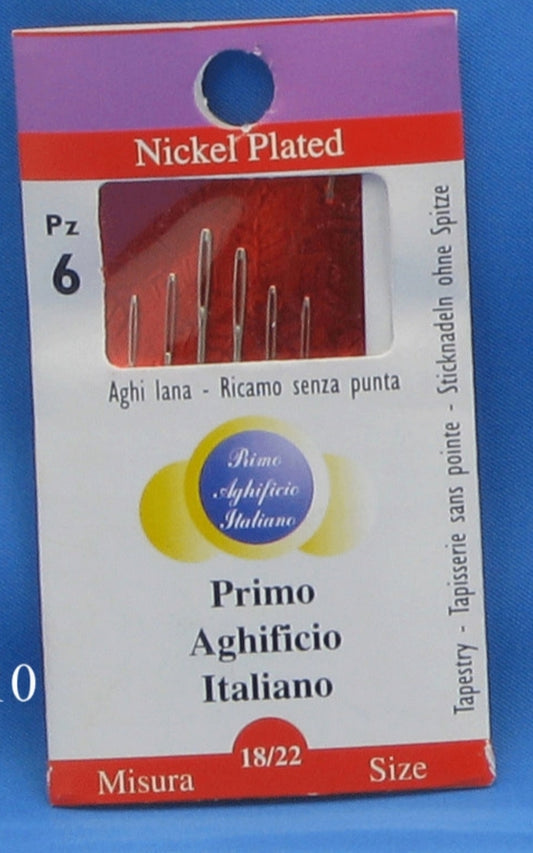 Nickel Plated
Pz
6
Aghi lana - Ricamo senza punta
Primo
Aghificio
Italiano
Primo
Aghificio
Italiano
Tapestry - Tapisserie sans pointe - Sticknadeln ohne Spitze
10
18/22
Misura
Size